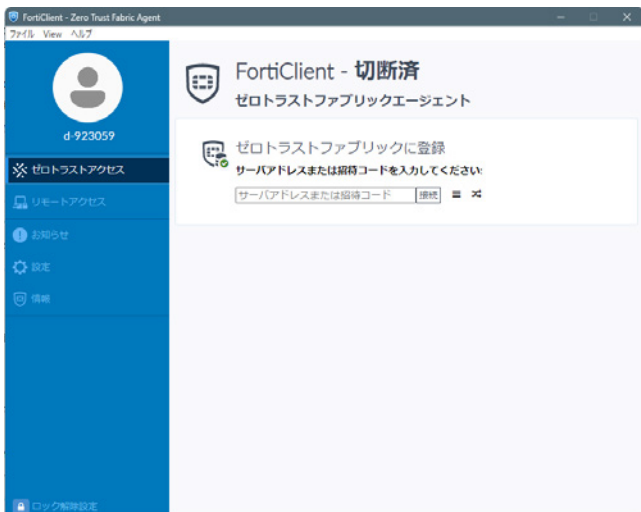 FortiClient - Zero Trust Fabric Agent
ファイル View ヘルプ
d-923059
ゼロトラストアクセス
リモートアクセス
お知らせ
設定
情報
ロック解除設定
FortiClient - 切断済
ゼロトラストファブリックエージェント
ゼロトラストファブリックに登録
サーバアドレスまたは招待コードを入力してください:
サーバアドレスまたは招待コード 接続